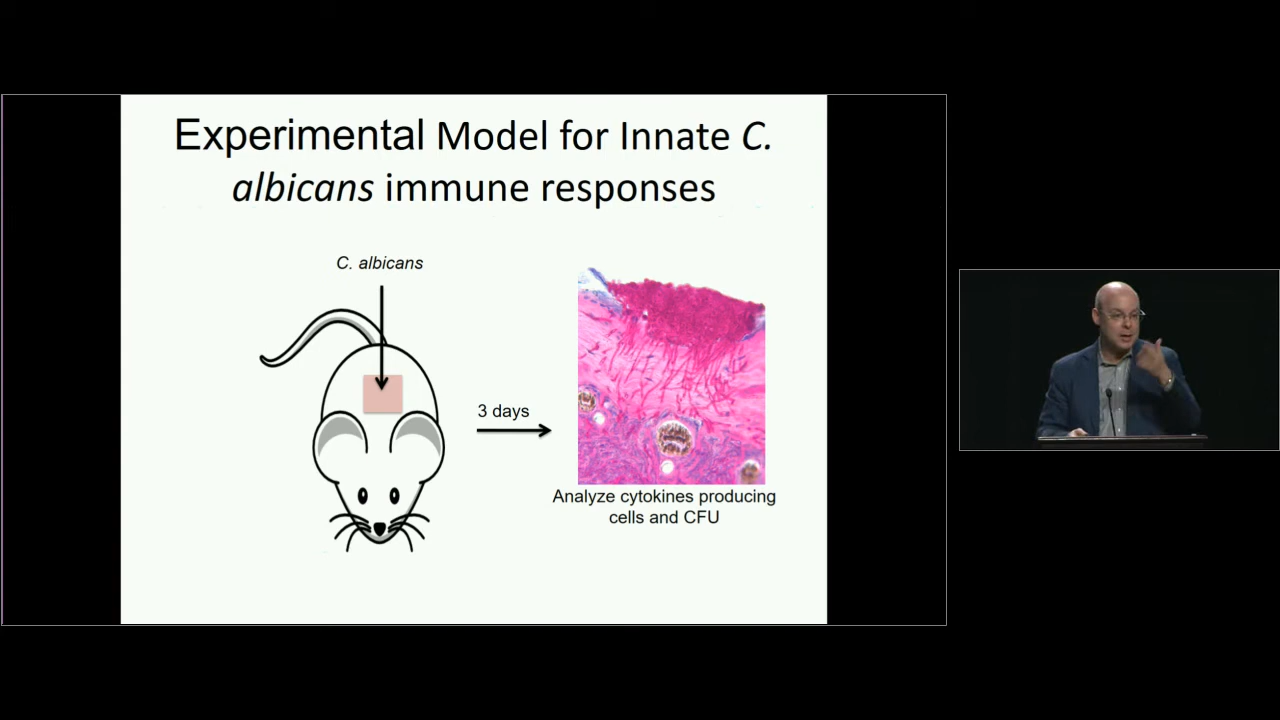 Experimental Model for Innate C.
albicans immune responses
C. albicans
3 days
Analyze cytokines producing
cells and CFU